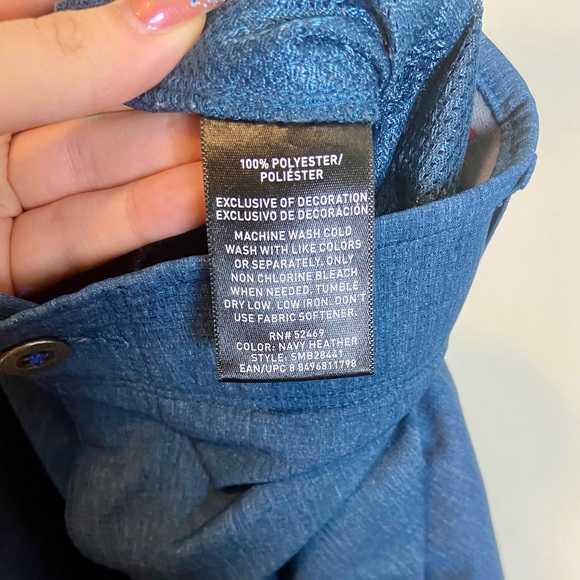 100% POLYESTER/
POLIÉSTER
EXCLUSIVE OF DECORATION
EXCLUSIVO DE DECORACIÓN
MACHINE WASH COLD
WASH WITH LIKE COLORS
OR SEPARATELY, ONLY
NON CHLORINE BLEACH
WHEN NEEDED. TUMBLE
DRY LOW, LOW IRON. DON'T
USE FABRIC SOFTENER.
RN# 52469
COLOR: NAVY HEATHER
STYLE: SMB28441
EAN/UPC 8 8496811798